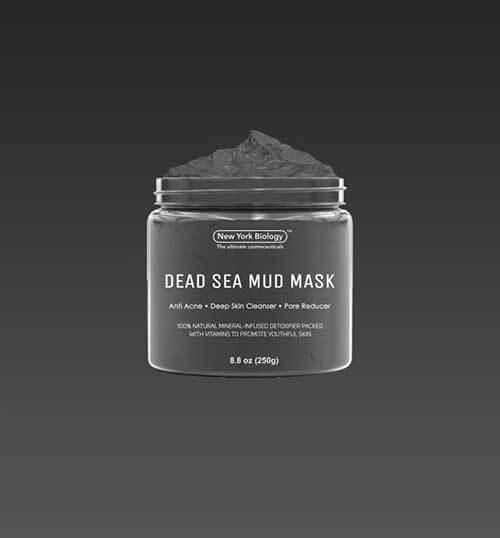 New York Biology™
The ultimate cosmeceuticals
DEAD SEA MUD MASK
Anti Acne • Deep Skin Cleanser • Pore Reducer
100% NATURAL MINERAL-INFUSED DETOXIFIER PACKED
WITH VITAMINS TO PROMOTE YOUTHFUL SKIN
8.8 oz (250g)